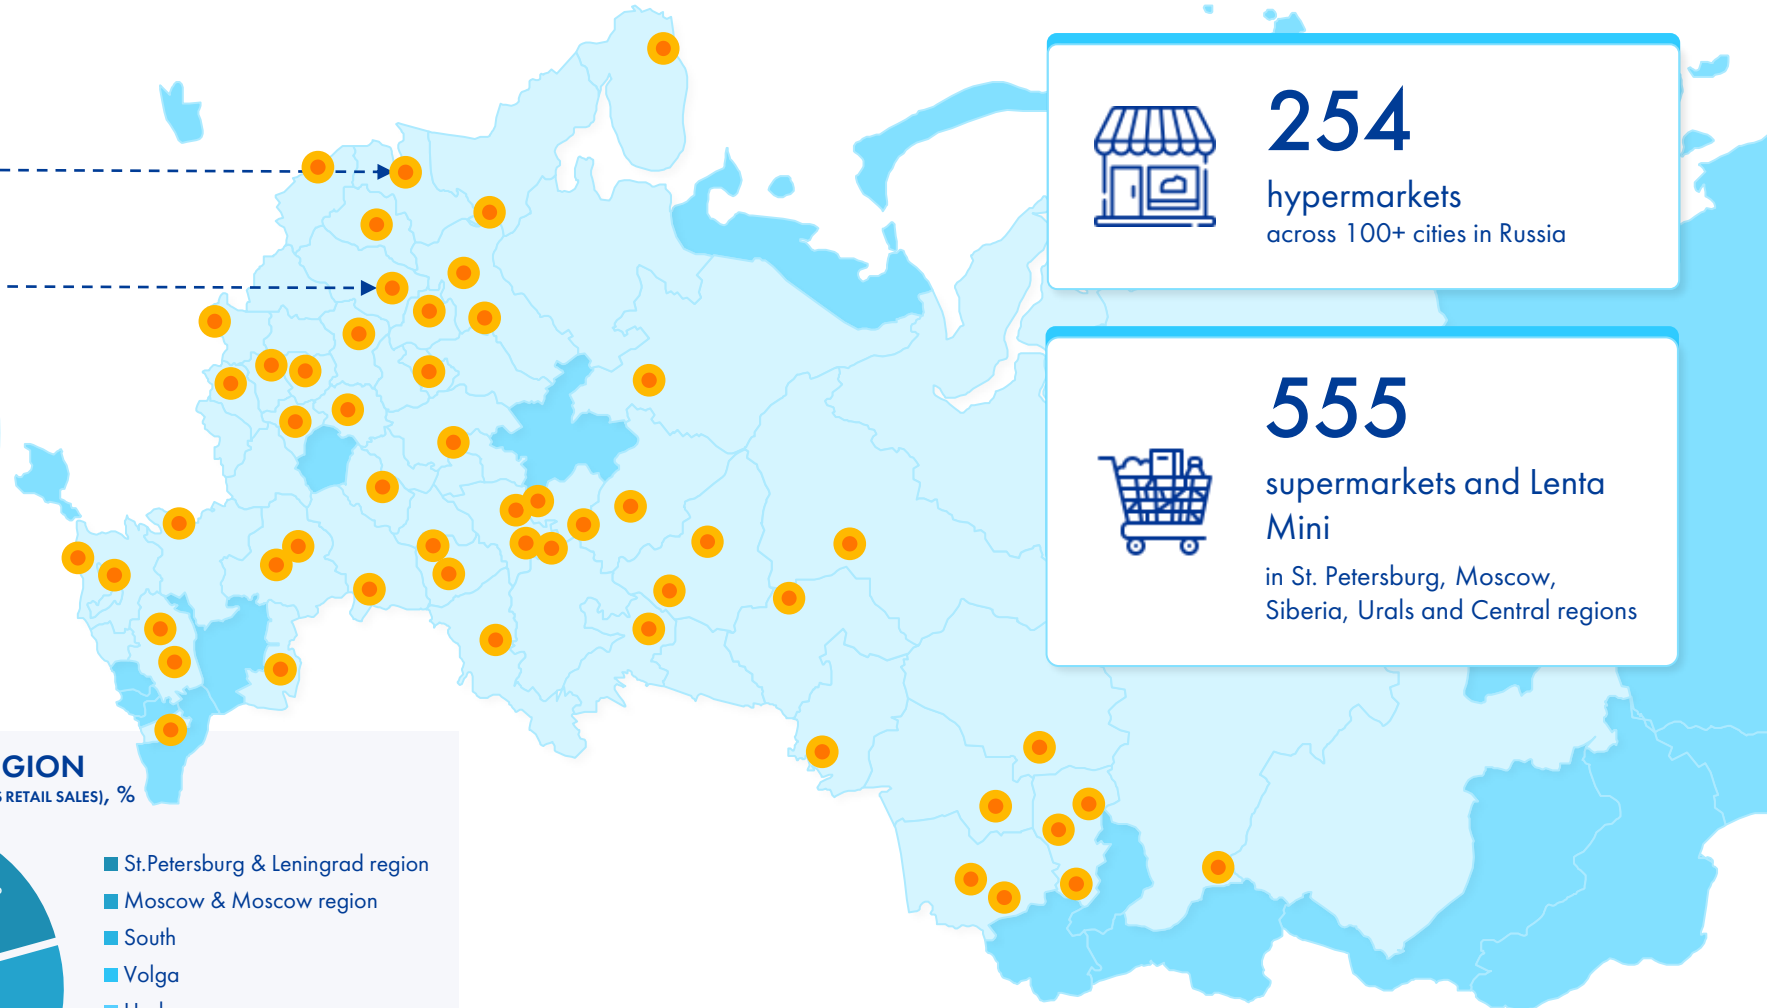 254
hypermarkets
across 100+ cities in Russia
555
supermarkets and Lenta
Mini
in St. Petersburg, Moscow,
Siberia, Urals and Central regions
RETAIL SALES), %
St.Petersburg & Leningrad region
Moscow & Moscow region
South
Volga